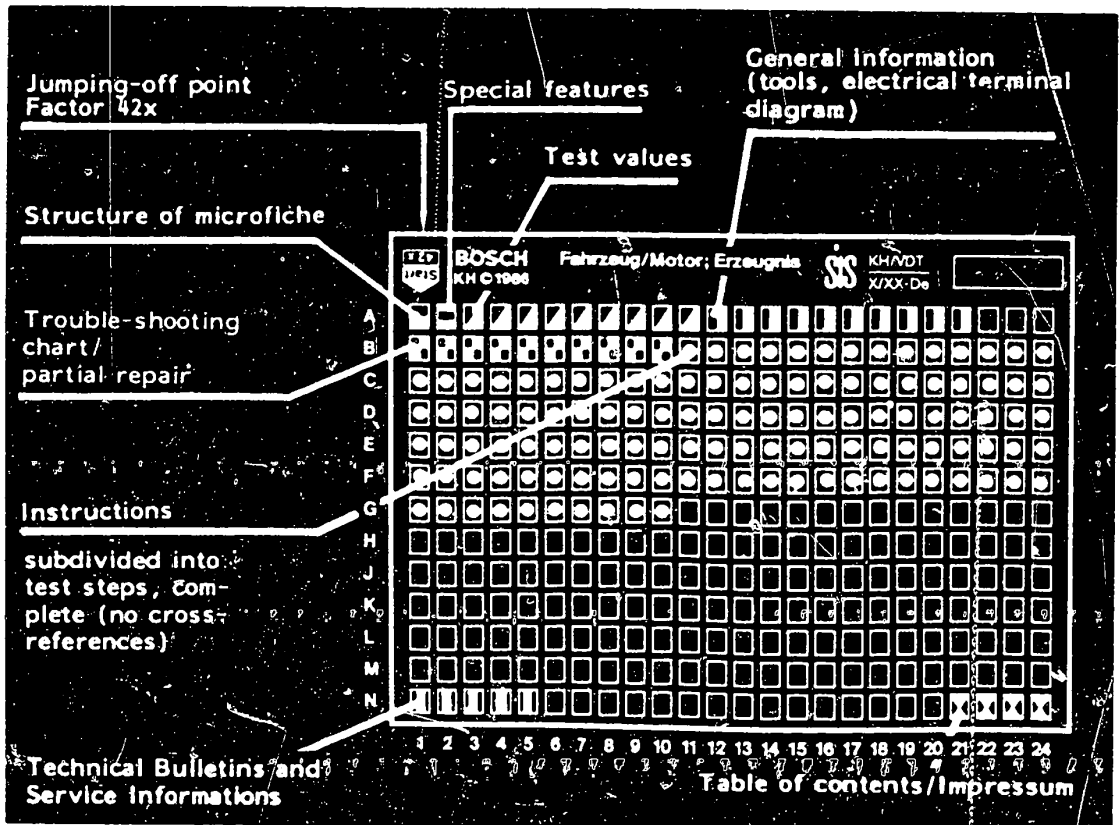 Jumping-off point
Factor 42x
Special features
General Information
(tools, electrical terminal
diagram)
Test values
Structure of microfiche
Start
42x
BOSCH
KH © 1986
Fahrzeug/Motor; Erzeugnis
SIS
KH/VDT
X/XX-De
Trouble-shooting
chart/
partial repair
A
B
C
D
E
F
G
H
J
K
L
M
N
Instructions
subdivided into
test steps, com-
plete (no cross-
references)
1 2 3 4 5 6 7 8 9 10 11 12 13 14 15 16 17 18 19 20 21 22 23 24
Technical Bulletins and
Service Informations
Table of contents/Impressum